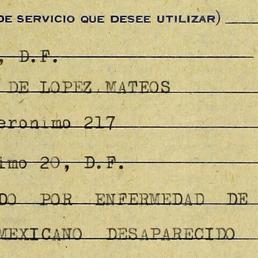 DE SERVICIO QUE DESEE UTILIZAR)
, D.F.
DE LOPEZ MATEOS
eronimo 217
imo 20, D.F.
DO POR ENFERMEDAD DE
MEXICANO DESAPARECIDO